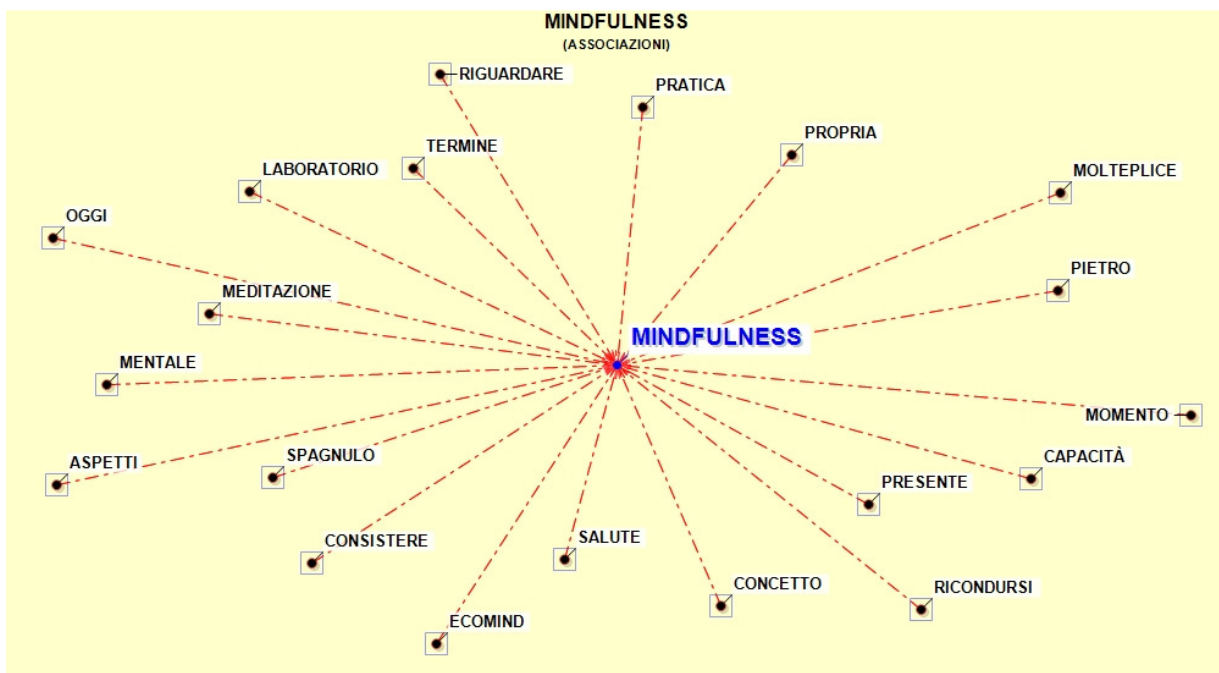 MINDFULNESS
(ASSOCIAZIONI)
RIGUARDARE
PRATICA
PROPRIA
TERMINE
LABORATORIO
MOLTEPLICE
OGGI
PIETRO
MEDITAZIONE
MINDFULNESS
MENTALE
MOMENTO
CAPACITÀ
SPAGNULO
ASPETTI
PRESENTE
SALUTE
CONSISTERE
CONCETTO
RICONDURSI
ECOMIND